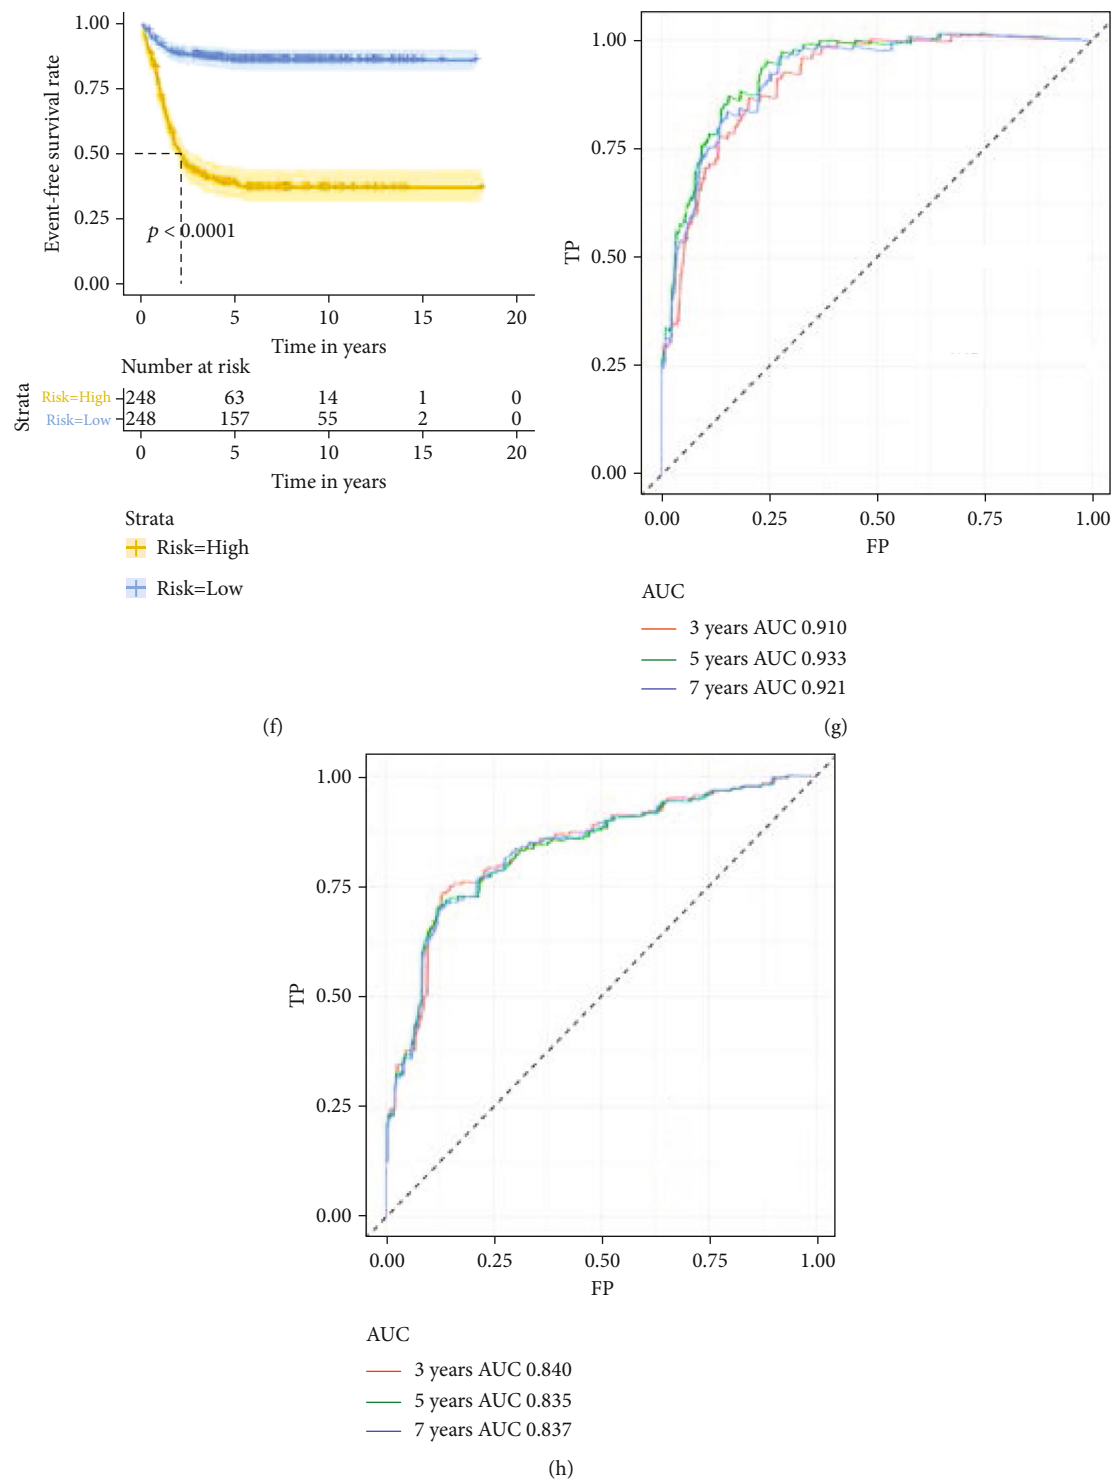 1.00
0.75
0.50
0.25
0.00
Event-free survival rate
p < 0.0001
0 5 10 15 20
Time in years
Number at risk
Strata
Risk=High 248 63 14 1 0
Risk=Low 248 157 55 2 0
0 5 10 15 20
Time in years
Strata
Risk=High
Risk=Low
(f)
1.00
0.75
0.50
0.25
0.00
TP
0.00 0.25 0.50 0.75 1.00
FP
AUC
3 years AUC 0.910
5 years AUC 0.933
7 years AUC 0.921
(g)
1.00
0.75
0.50
0.25
0.00
TP
0.00 0.25 0.50 0.75 1.00
FP
AUC
3 years AUC 0.840
5 years AUC 0.835
7 years AUC 0.837
(h)